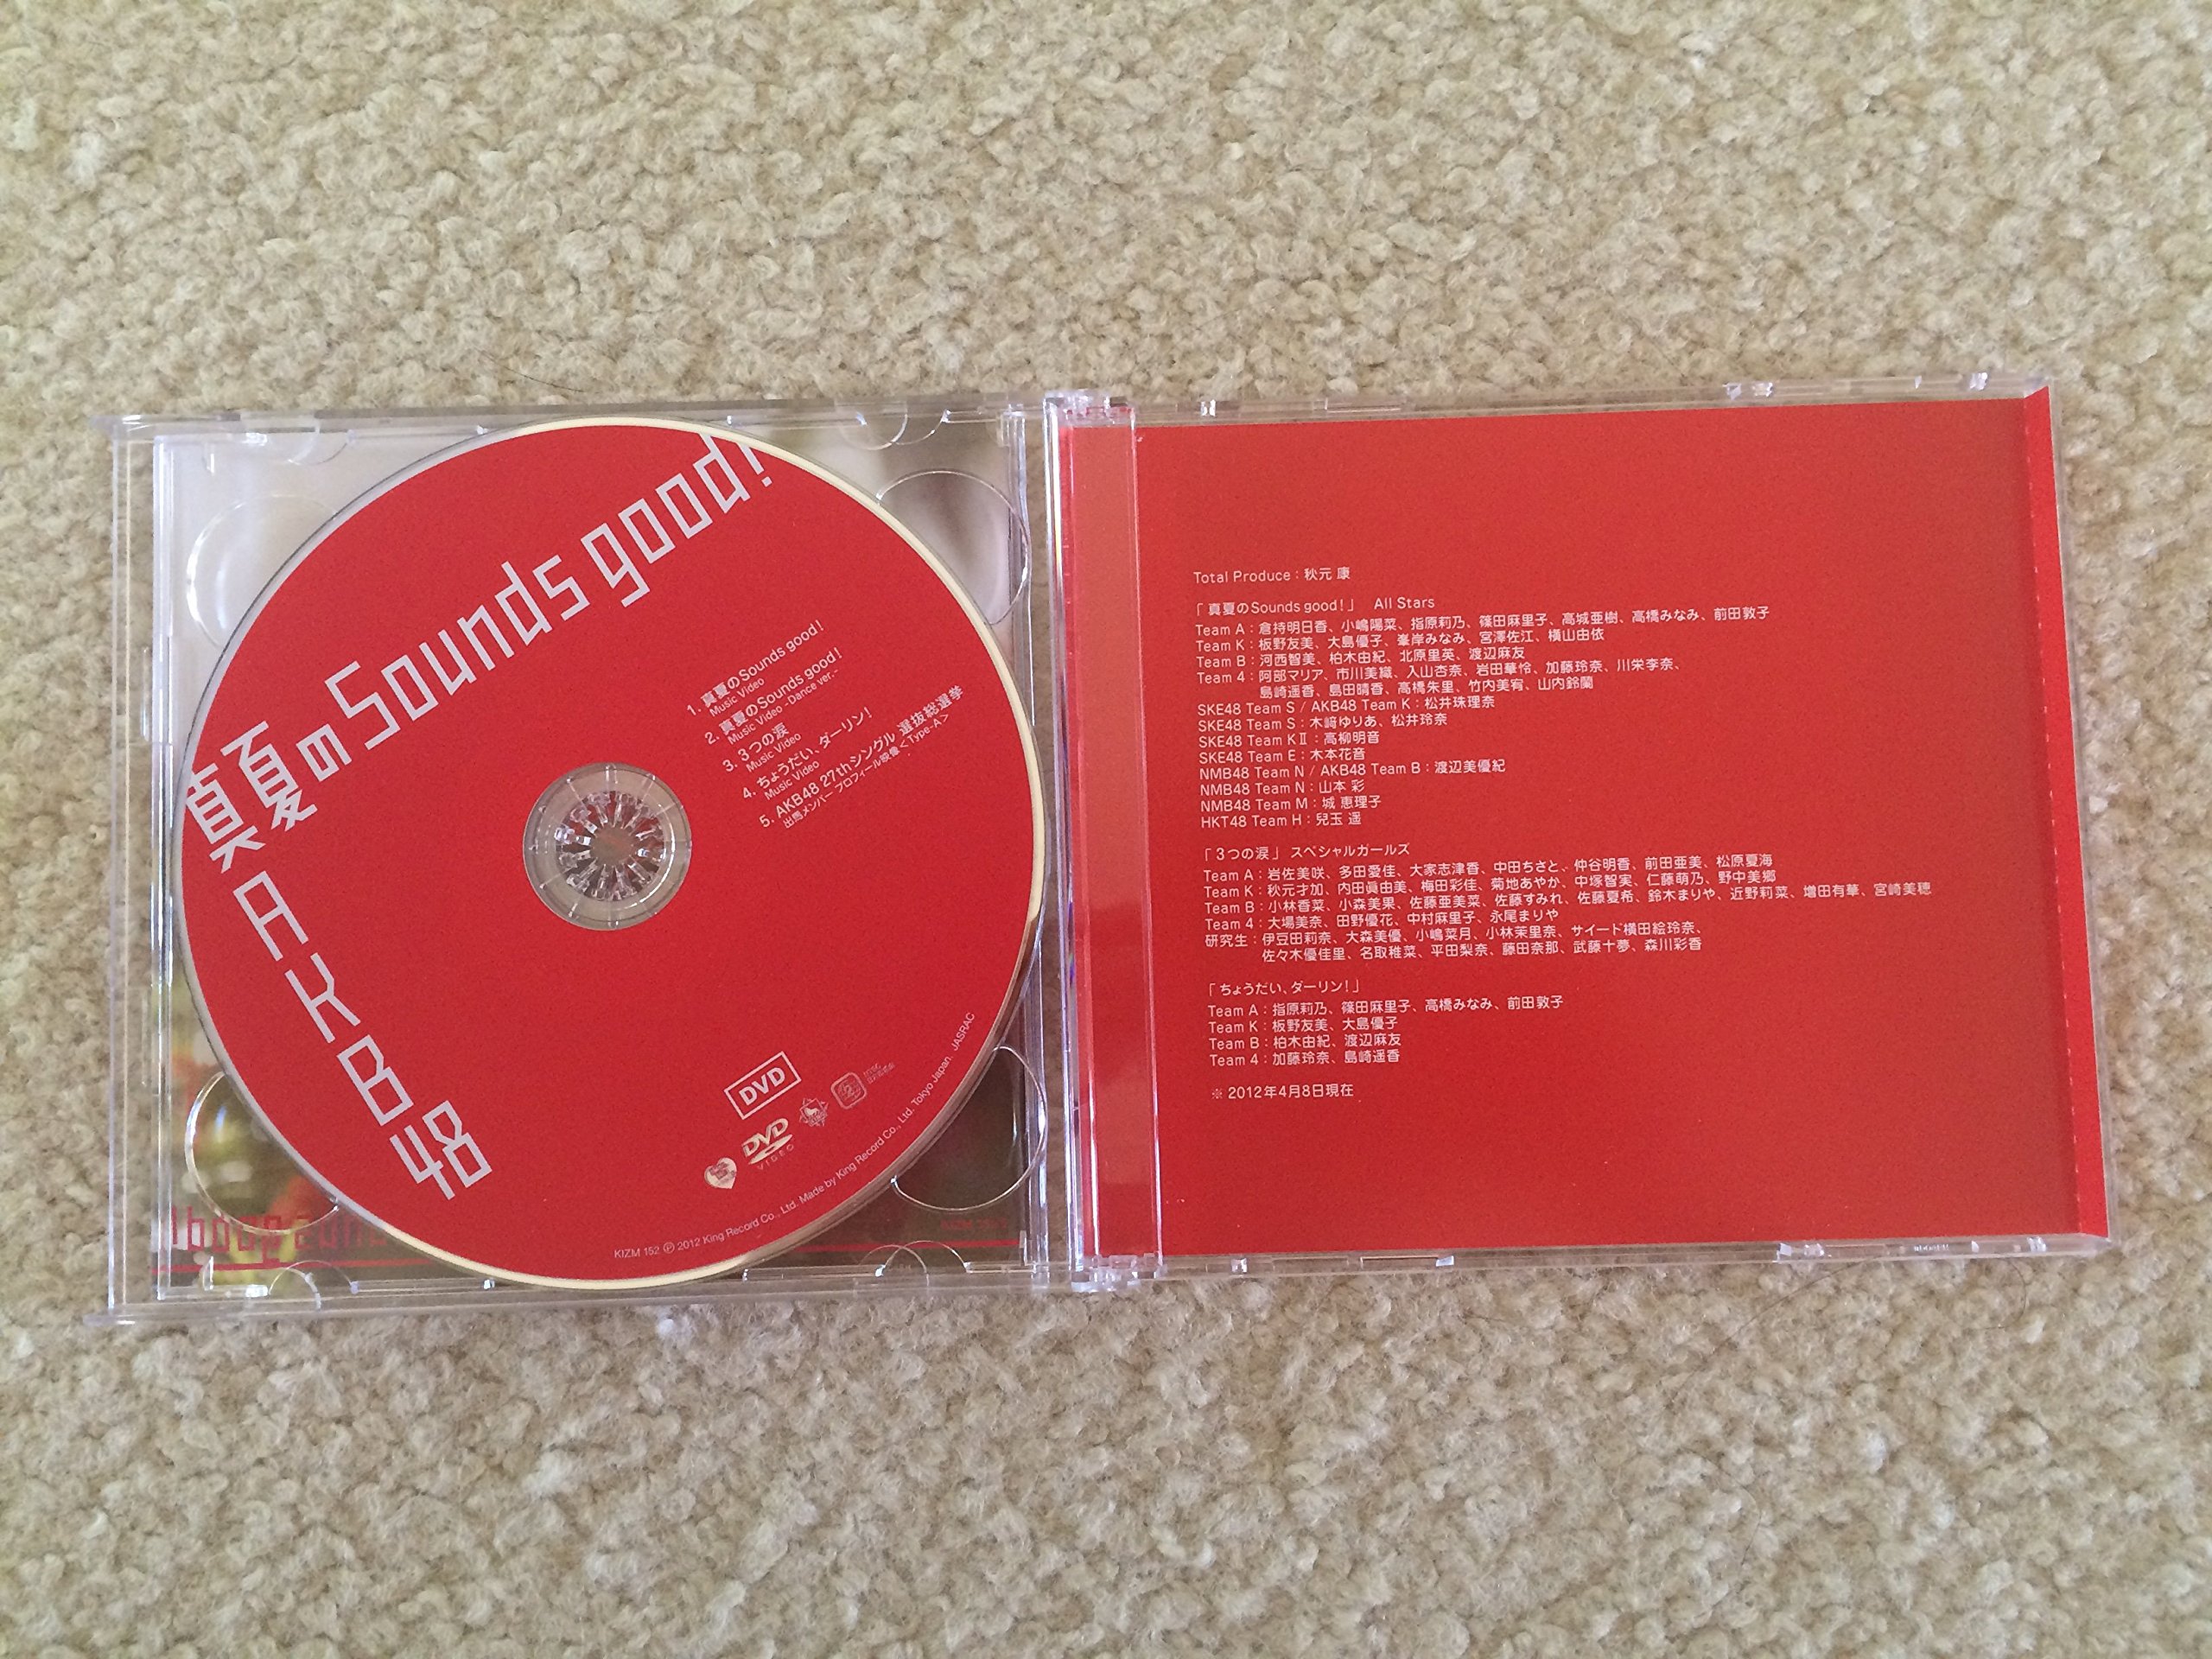 真夏のSounds good!
AKB48
1. 真夏のSounds good!
Music Video
2. 真夏のSounds good!
Music Video -Dance ver.-
3. 3つの涙
Music Video
4. ちょうだい、ダーリン!
Music Video
5. AKB48 27thシングル 選抜総選挙
出馬メンバー プロフィール映像<Type-A>
DVD
DVD
VIDEO
KIZM 152 ℗ 2012 King Record Co., Ltd. Made by King Record Co., Ltd. Tokyo Japan. JASRAC
Total Produce:秋元 康
「真夏のSounds good!」 All Stars
Team A:倉持明日香、小嶋陽菜、指原莉乃、篠田麻里子、高城亜樹、高橋みなみ、前田敦子
Team K:板野友美、大島優子、峯岸みなみ、宮澤佐江、横山由依
Team B:河西智美、柏木由紀、北原里英、渡辺麻友
Team 4:阿部マリア、市川美織、入山杏奈、岩田華怜、加藤玲奈、川栄李奈、
島崎遥香、島田晴香、高橋朱里、竹内美宥、山内鈴蘭
SKE48 Team S / AKB48 Team K:松井珠理奈
SKE48 Team S:木﨑ゆりあ、松井玲奈
SKE48 Team KⅡ:高柳明音
SKE48 Team E:木本花音
NMB48 Team N / AKB48 Team B:渡辺美優紀
NMB48 Team N:山本 彩
NMB48 Team M:城 恵理子
HKT48 Team H:兒玉 遥
「3つの涙」 スペシャルガールズ
Team A:岩佐美咲、多田愛佳、大家志津香、中田ちさと、仲谷明香、前田亜美、松原夏海
Team K:秋元才加、内田眞由美、梅田彩佳、菊地あやか、中塚智実、仁藤萌乃、野中美郷
Team B:小林香菜、小森美果、佐藤亜美菜、佐藤すみれ、佐藤夏希、鈴木まりや、近野莉菜、増田有華、宮崎美穂
Team 4:大場美奈、田野優花、中村麻里子、永尾まりや
研究生:伊豆田莉奈、大森美優、小嶋菜月、小林茉里奈、サイード横田絵玲奈、
佐々木優佳里、名取稚菜、平田梨奈、藤田奈那、武藤十夢、森川彩香
「ちょうだい、ダーリン!」
Team A:指原莉乃、篠田麻里子、高橋みなみ、前田敦子
Team K:板野友美、大島優子
Team B:柏木由紀、渡辺麻友
Team 4:加藤玲奈、島崎遥香
※ 2012年4月8日現在